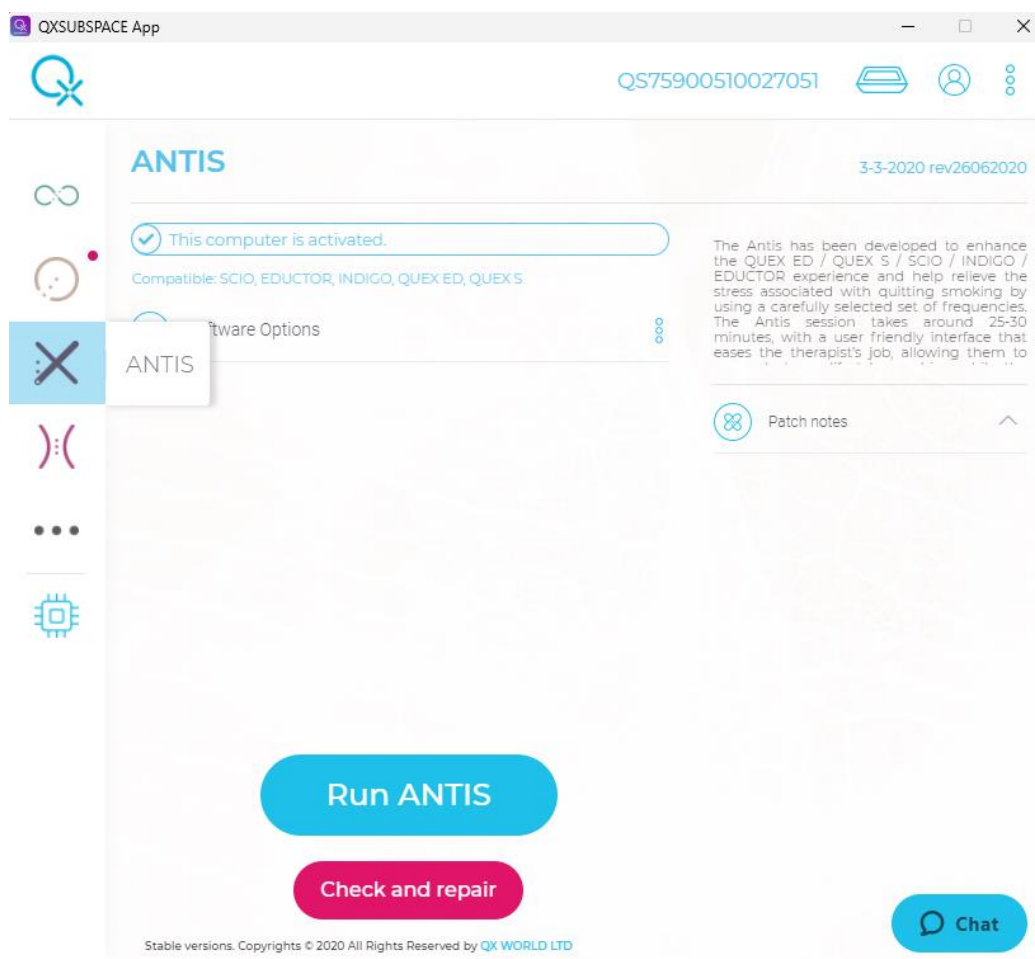 QXSUBSPACE App
QS75900510027051
ANTIS
3-3-2020 rev26062020
This computer is activated.
Compatible: SCIO, EDUCTOR, INDIGO, QUEX ED, QUEX S
ftware Options
ANTIS
The Antis has been developed to enhance
the QUEX ED / QUEX S / SCIO / INDIGO /
EDUCTOR experience and help relieve the
stress associated with quitting smoking by
using a carefully selected set of frequencies.
The Antis session takes around 25-30
minutes, with a user friendly interface that
eases the therapist's job, allowing them to
Patch notes
Run ANTIS
Check and repair
Chat
Stable versions. Copyrights © 2020 All Rights Reserved by QX WORLD LTD